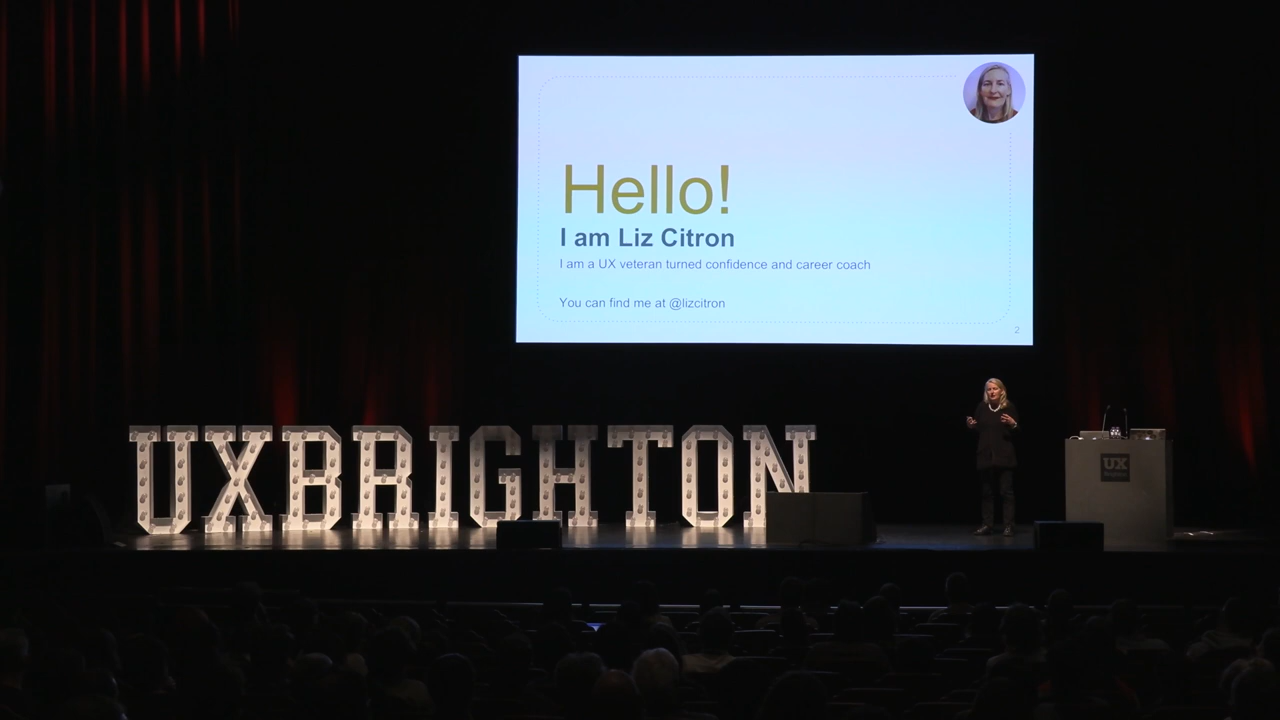 Hello!
I am Liz Citron
I am a UX veteran turned confidence and career coach
You can find me at @lizcitron
2
UXBRIGHTON
UX